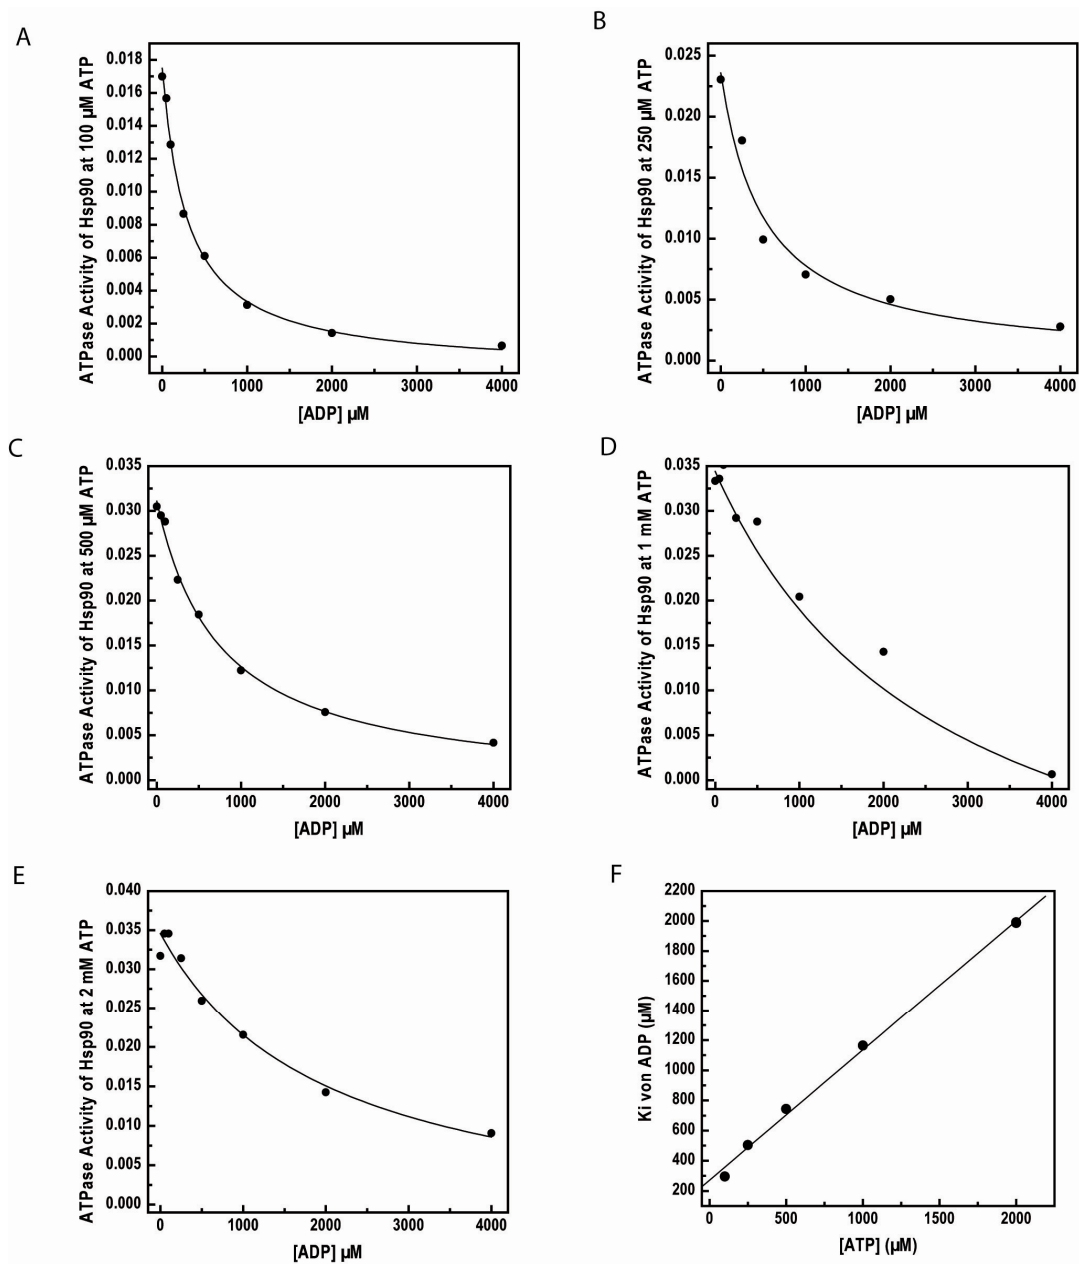 A
ATPase Activity of Hsp90 at 100 µM ATP
0.018
0.016
0.014
0.012
0.010
0.008
0.006
0.004
0.002
0.000
0 1000 2000 3000 4000
[ADP] µM
B
ATPase Activity of Hsp90 at 250 µM ATP
0.025
0.020
0.015
0.010
0.005
0.000
0 1000 2000 3000 4000
[ADP] µM
C
ATPase Activity of Hsp90 at 500 µM ATP
0.035
0.030
0.025
0.020
0.015
0.010
0.005
0.000
0 1000 2000 3000 4000
[ADP] µM
D
ATPase Activity of Hsp90 at 1 mM ATP
0.035
0.030
0.025
0.020
0.015
0.010
0.005
0.000
0 1000 2000 3000 4000
[ADP] µM
E
ATPase Activity of Hsp90 at 2 mM ATP
0.040
0.035
0.030
0.025
0.020
0.015
0.010
0.005
0.000
0 1000 2000 3000 4000
[ADP] µM
F
Ki von ADP (µM)
2200
2000
1800
1600
1400
1200
1000
800
600
400
200
0 500 1000 1500 2000
[ATP] (µM)